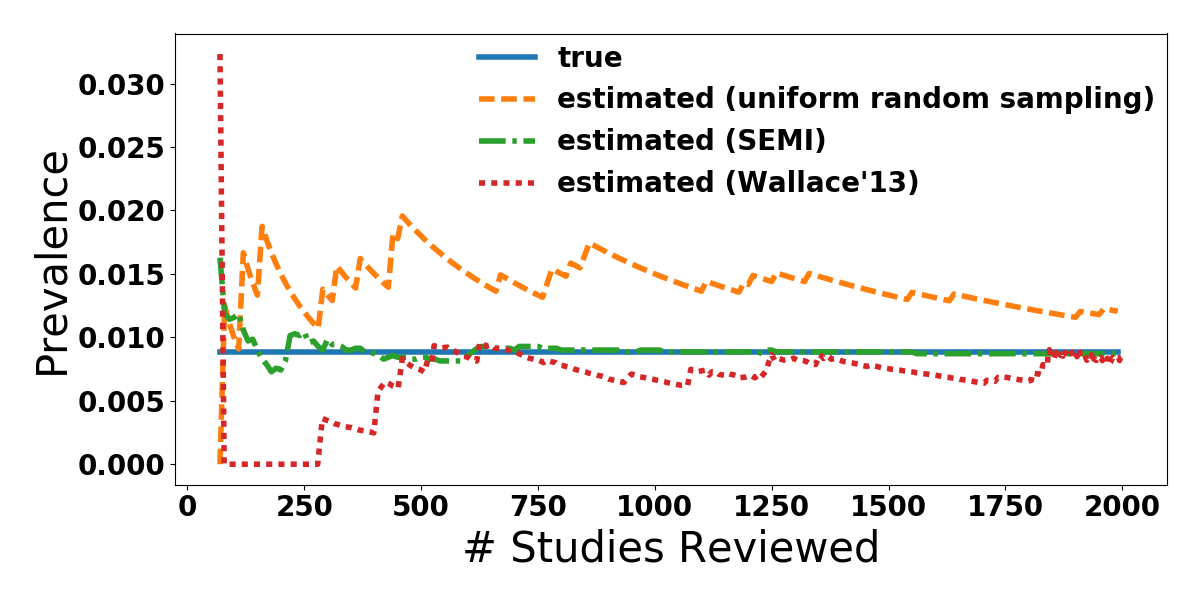 true
estimated (uniform random sampling)
estimated (SEMI)
estimated (Wallace'13)
Prevalence
0.030
0.025
0.020
0.015
0.010
0.005
0.000
0 250 500 750 1000 1250 1500 1750 2000
# Studies Reviewed